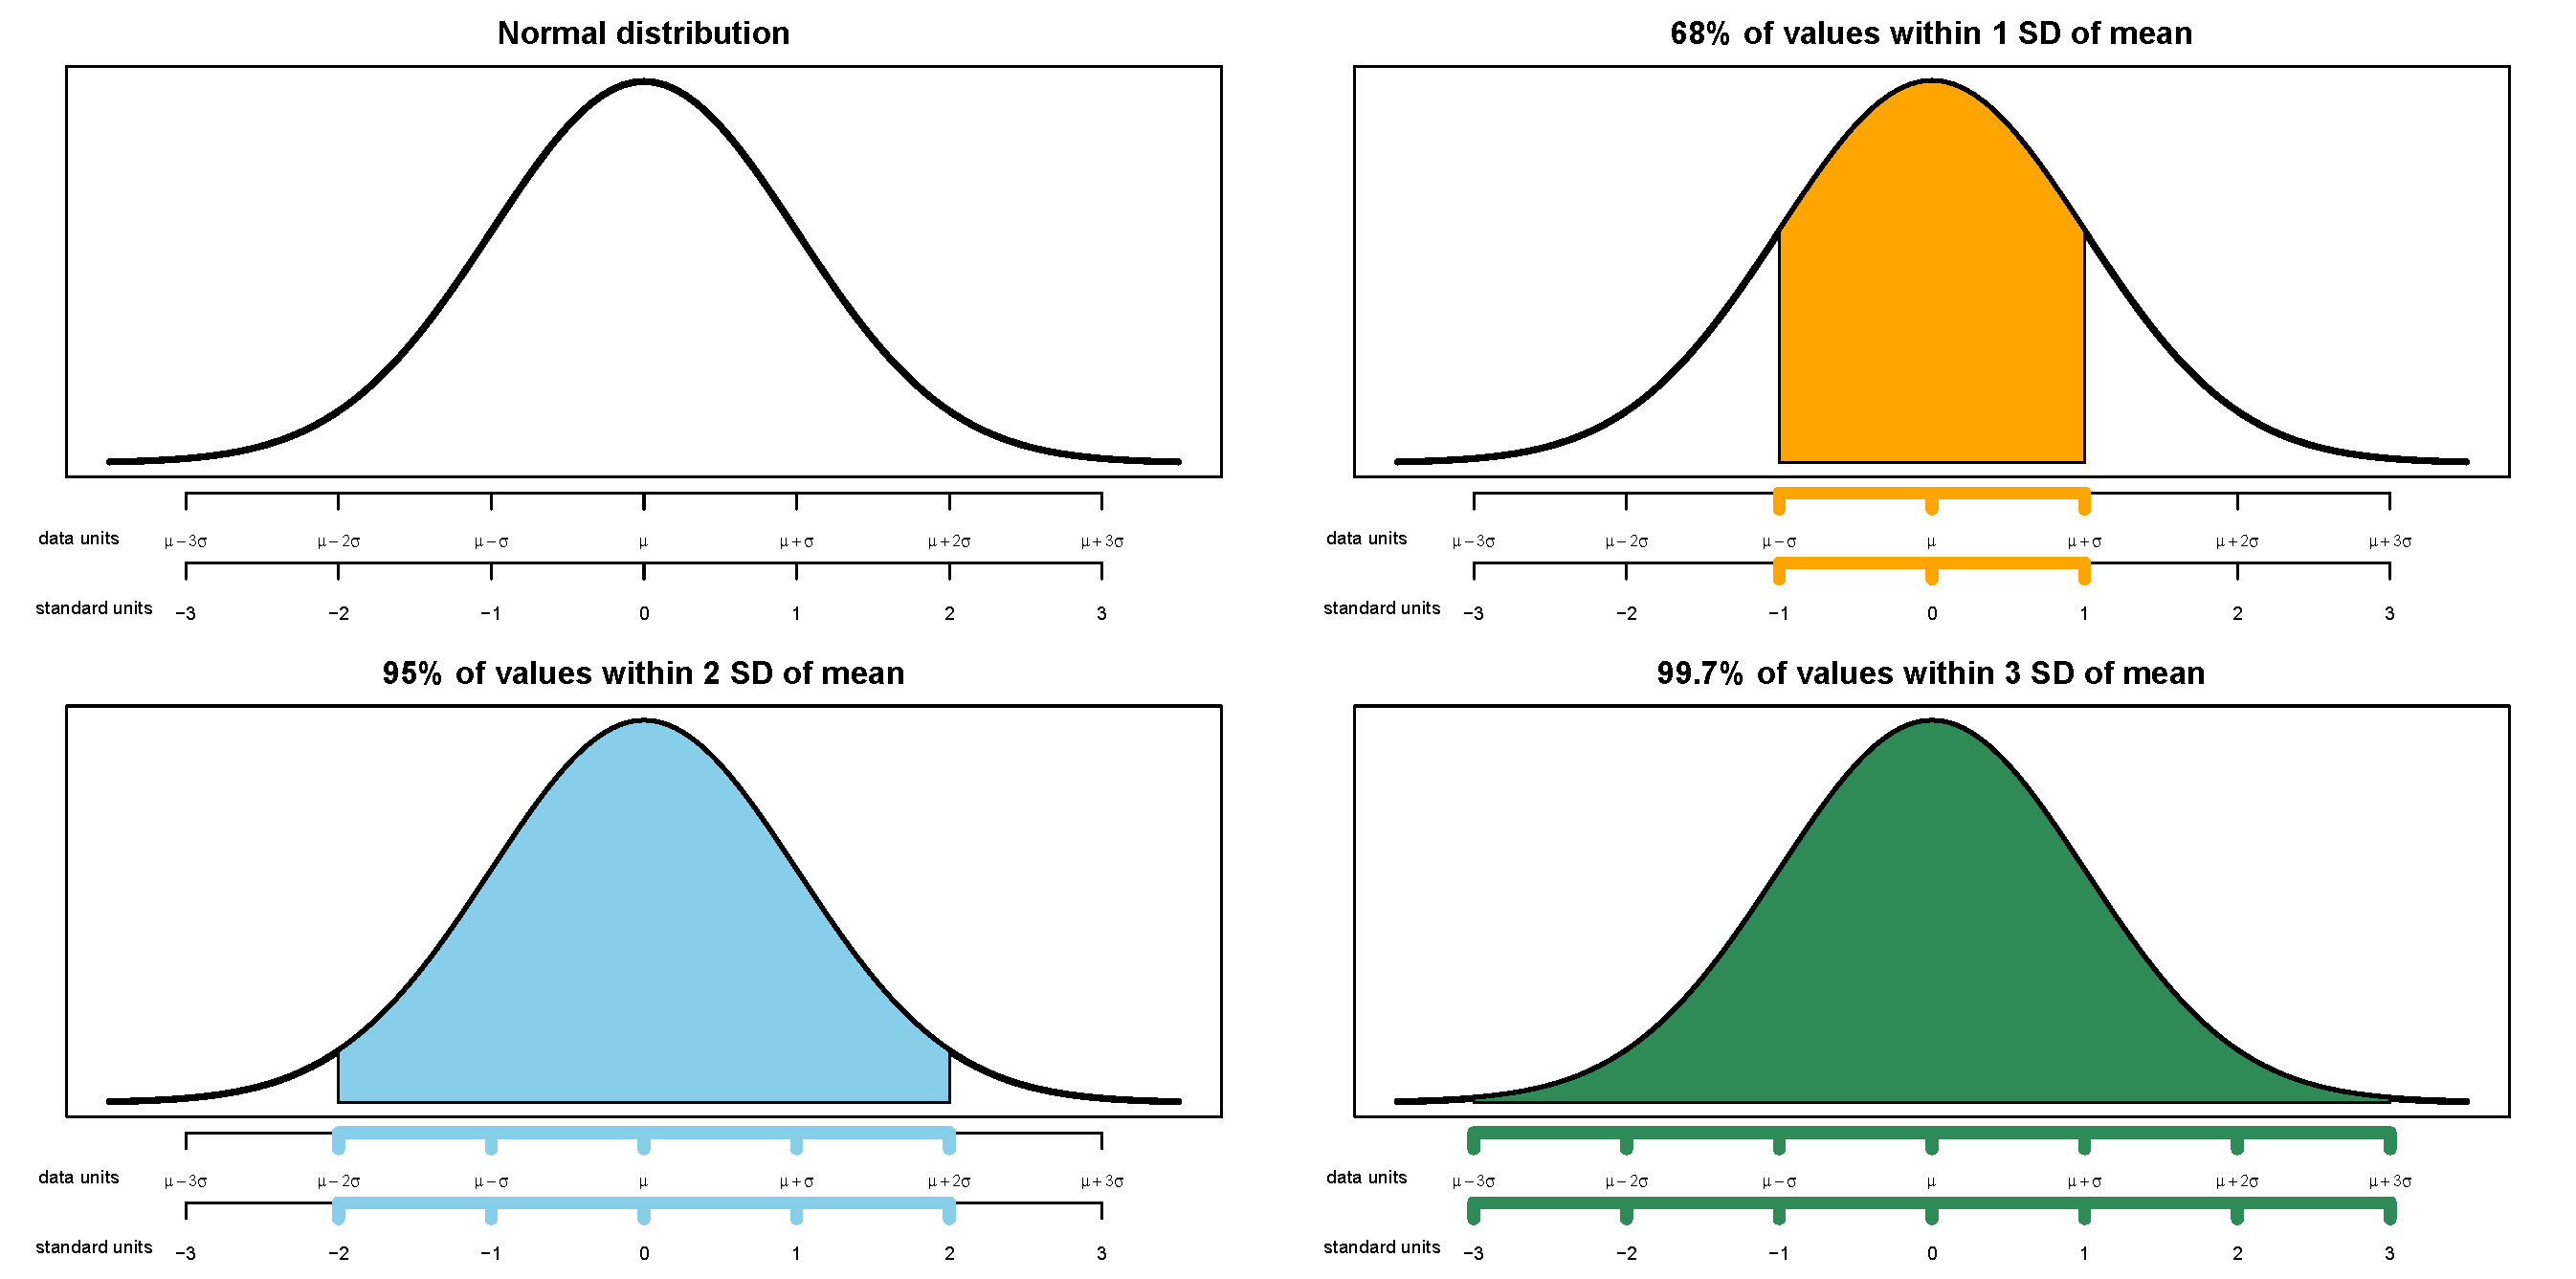 Normal distribution
data units μ−3σ μ−2σ μ−σ μ μ+σ μ+2σ μ+3σ
standard units −3 −2 −1 0 1 2 3
68% of values within 1 SD of mean
data units μ−3σ μ−2σ μ−σ μ μ+σ μ+2σ μ+3σ
standard units −3 −2 −1 0 1 2 3
95% of values within 2 SD of mean
data units μ−3σ μ−2σ μ−σ μ μ+σ μ+2σ μ+3σ
standard units −3 −2 −1 0 1 2 3
99.7% of values within 3 SD of mean
data units μ−3σ μ−2σ μ−σ μ μ+σ μ+2σ μ+3σ
standard units −3 −2 −1 0 1 2 3